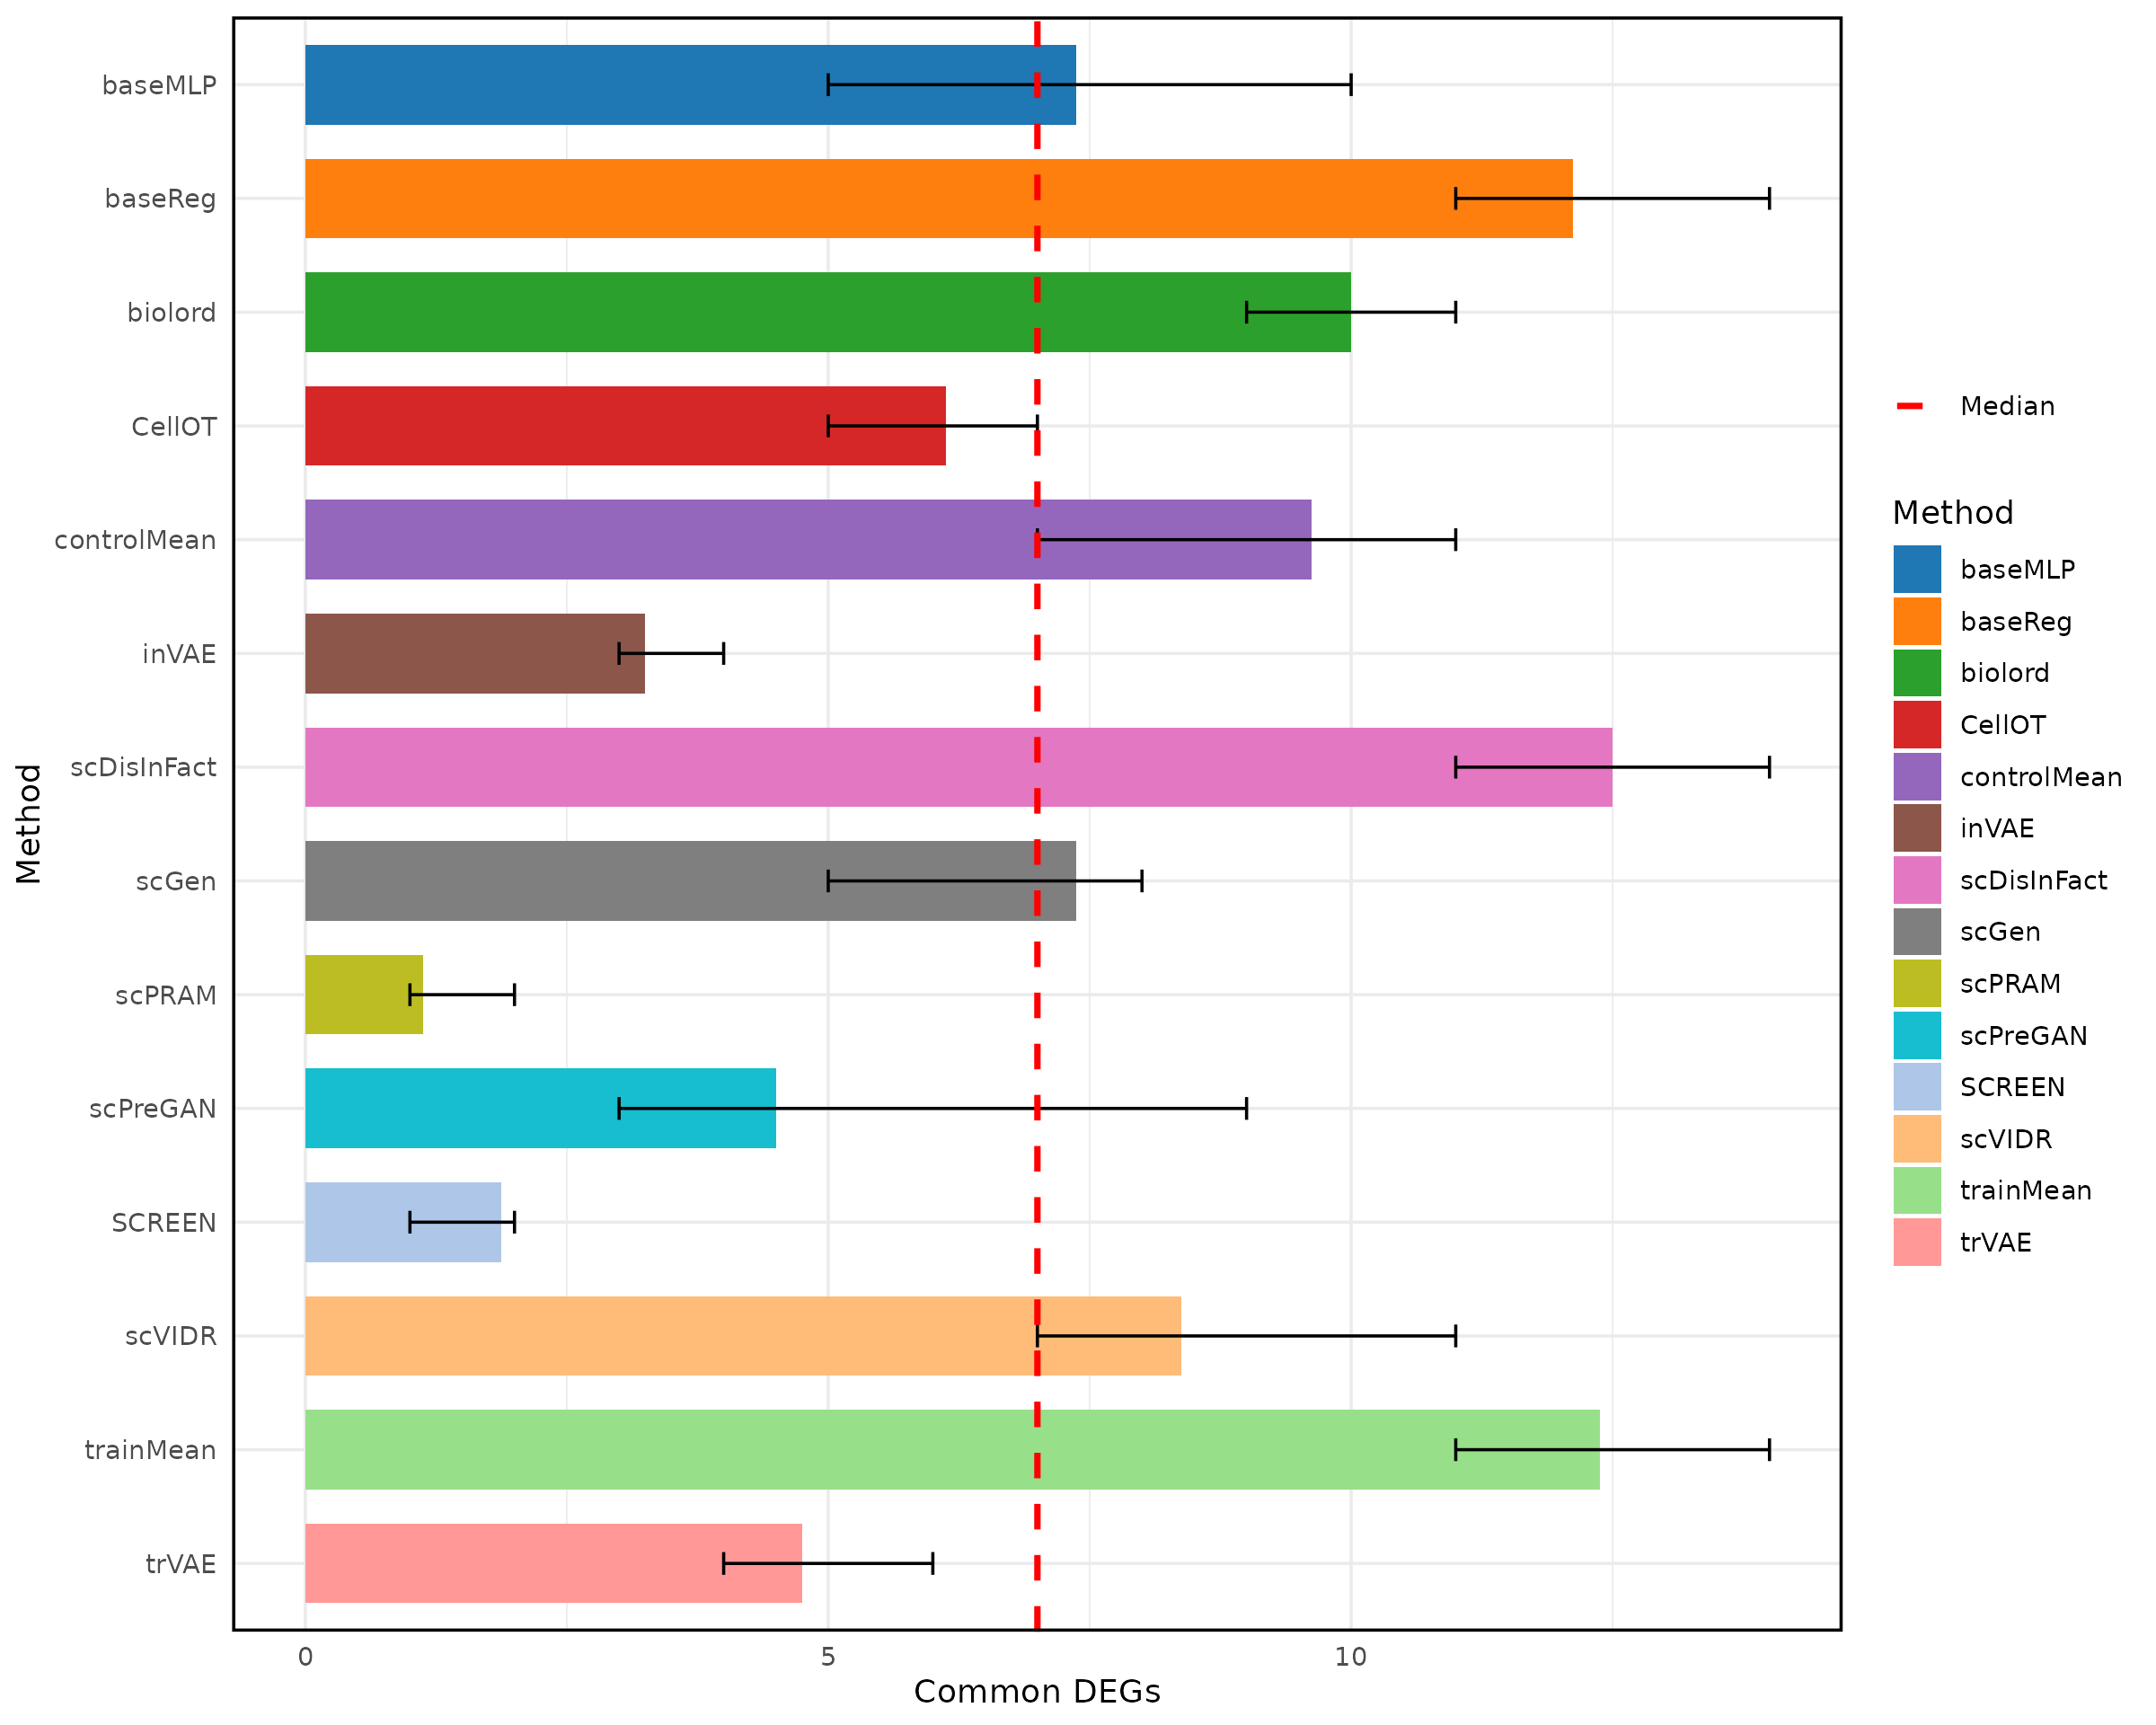 baseMLP
baseReg
biolord
CellOT
controlMean
inVAE
scDisInFact
scGen
scPRAM
scPreGAN
SCREEN
scVIDR
trainMean
trVAE
Method
0 5 10
Common DEGs
Median
Method
baseMLP
baseReg
biolord
CellOT
controlMean
inVAE
scDisInFact
scGen
scPRAM
scPreGAN
SCREEN
scVIDR
trainMean
trVAE